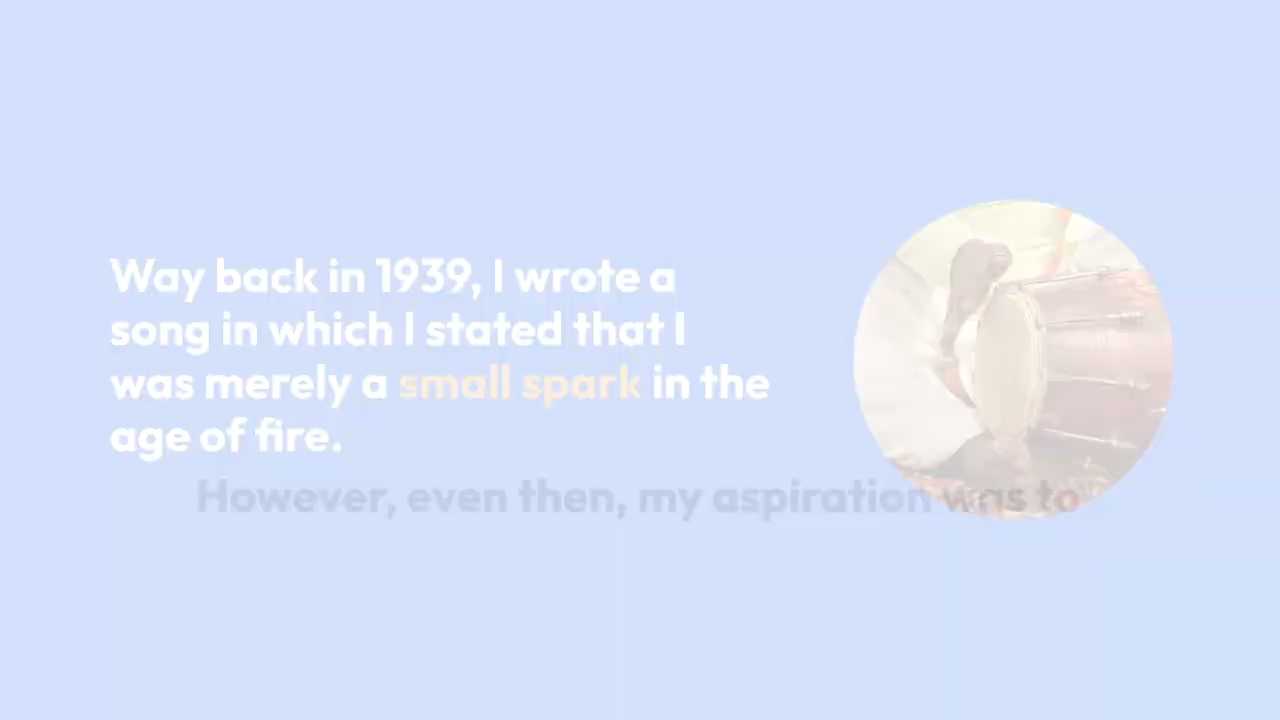 Way back in 1939, I wrote a
song in which I stated that I
was merely a small spark in the
age of fire.
However, even then, my aspiration was to